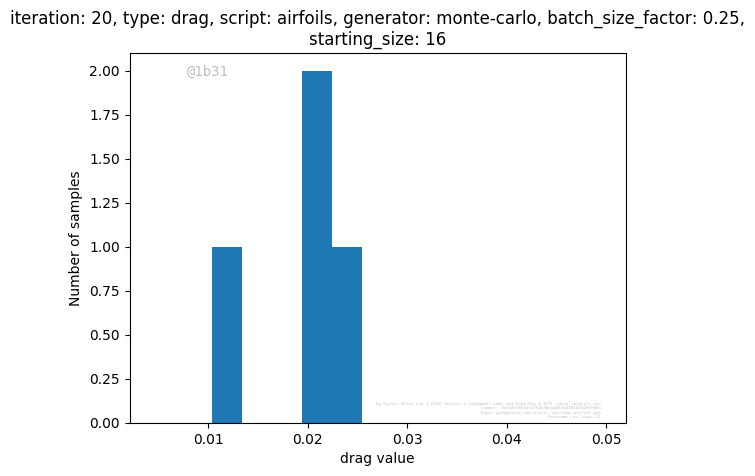 iteration: 20, type: drag, script: airfoils, generator: monte-carlo, batch_size_factor: 0.25,
starting_size: 16
@1b31
2.00
1.75
1.50
1.25
1.00
0.75
0.50
0.25
0.00
Number of samples
0.01
0.02
0.03
0.04
0.05
drag value